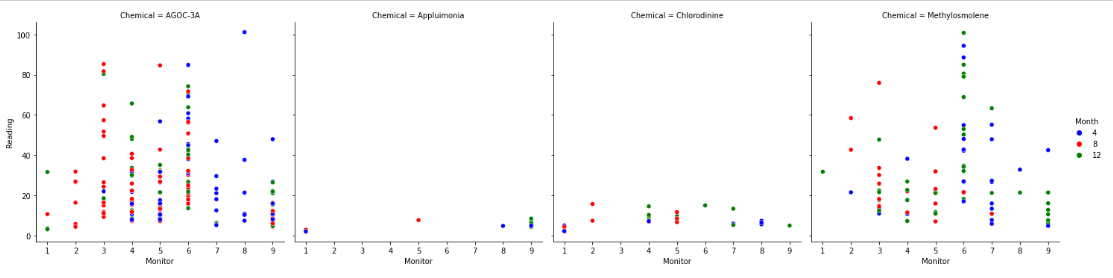 Chemical = AGOC-3A
Chemical = Appluimonia
Chemical = Chlorodinine
Chemical = Methylosmolene
100
80
60
40
20
0
Reading
1 2 3 4 5 6 7 8 9
1 2 3 4 5 6 7 8 9
1 2 3 4 5 6 7 8 9
1 2 3 4 5 6 7 8 9
Monitor
Monitor
Monitor
Monitor
Month
4
8
12